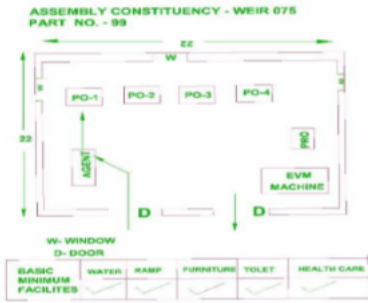 ASSEMBLY CONSTITUENCY - WEIR 075
PART NO. - 99
22
W
PO-1 PO-2 PO-3 PO-4
22
PRO
AGENT
EVM
MACHINE
D D
W- WINDOW
D- DOOR
BASIC
MINIMUM
FACILITES
WATER RAMP FURNITURE TOLET HEALTH CARE